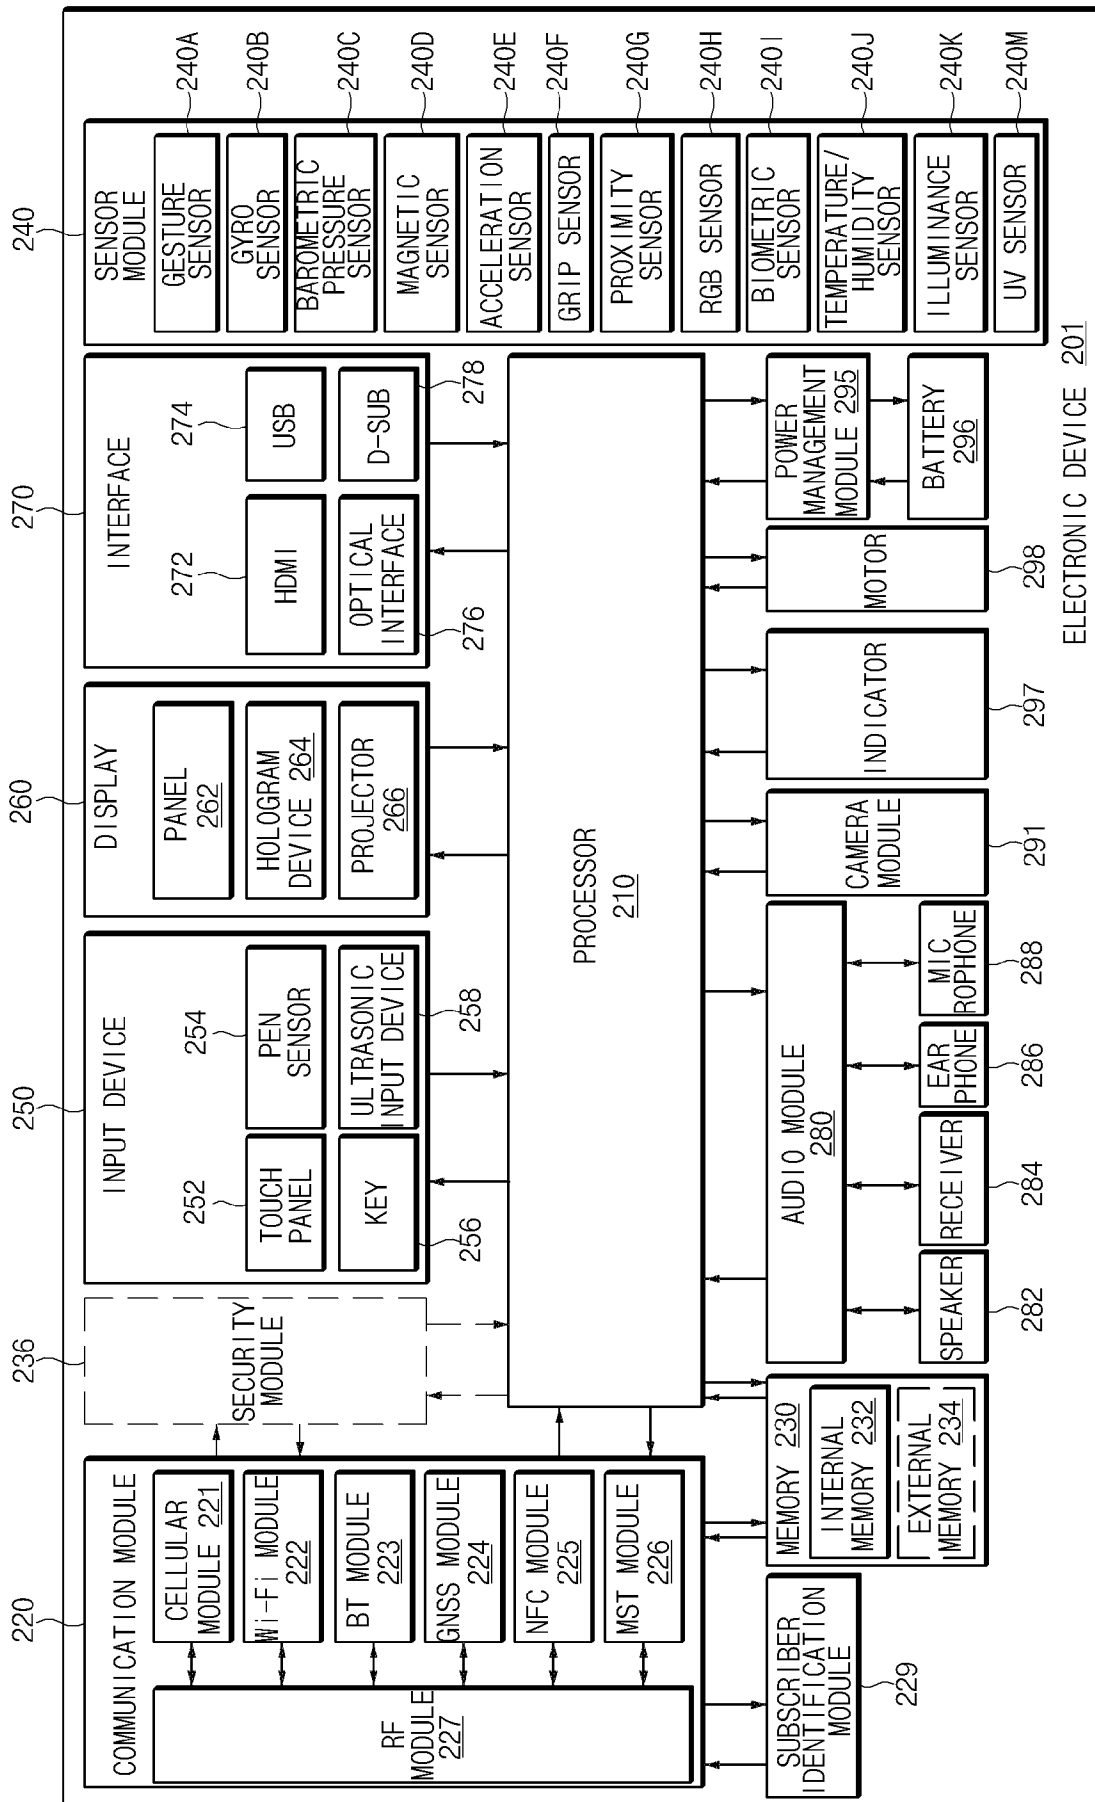 ELECTRONIC DEVICE 201
220
COMMUNICATION MODULE
CELLULAR
MODULE 221
Wi-Fi MODULE
222
BT MODULE
223
GNSS MODULE
224
NFC MODULE
225
MST MODULE
226
RF
MODULE
227
236
SECURITY
MODULE
250
INPUT DEVICE
252
TOUCH
PANEL
254
PEN
SENSOR
KEY
256
ULTRASONIC
INPUT DEVICE
258
260
DISPLAY
PANEL
262
HOLOGRAM
DEVICE 264
PROJECTOR
266
270
INTERFACE
272
HDMI
274
USB
OPTICAL
INTERFACE
276
D-SUB
278
240
SENSOR
MODULE
GESTURE
SENSOR
240A
GYRO
SENSOR
240B
BAROMETRIC
PRESSURE
SENSOR
240C
MAGNETIC
SENSOR
240D
ACCELERATION
SENSOR
240E
GRIP SENSOR
240F
PROXIMITY
SENSOR
240G
RGB SENSOR
240H
BIOMETRIC
SENSOR
240I
TEMPERATURE/
HUMIDITY
SENSOR
240J
ILLUMINANCE
SENSOR
240K
UV SENSOR
240M
PROCESSOR
210
SUBSCRIBER
IDENTIFICATION
MODULE
229
MEMORY 230
INTERNAL
MEMORY 232
EXTERNAL
MEMORY 234
AUDIO MODULE
280
SPEAKER
282
RECEIVER
284
EAR
PHONE
286
MIC
ROPHONE
288
CAMERA
MODULE
291
INDICATOR
297
MOTOR
298
POWER
MANAGEMENT
MODULE 295
BATTERY
296